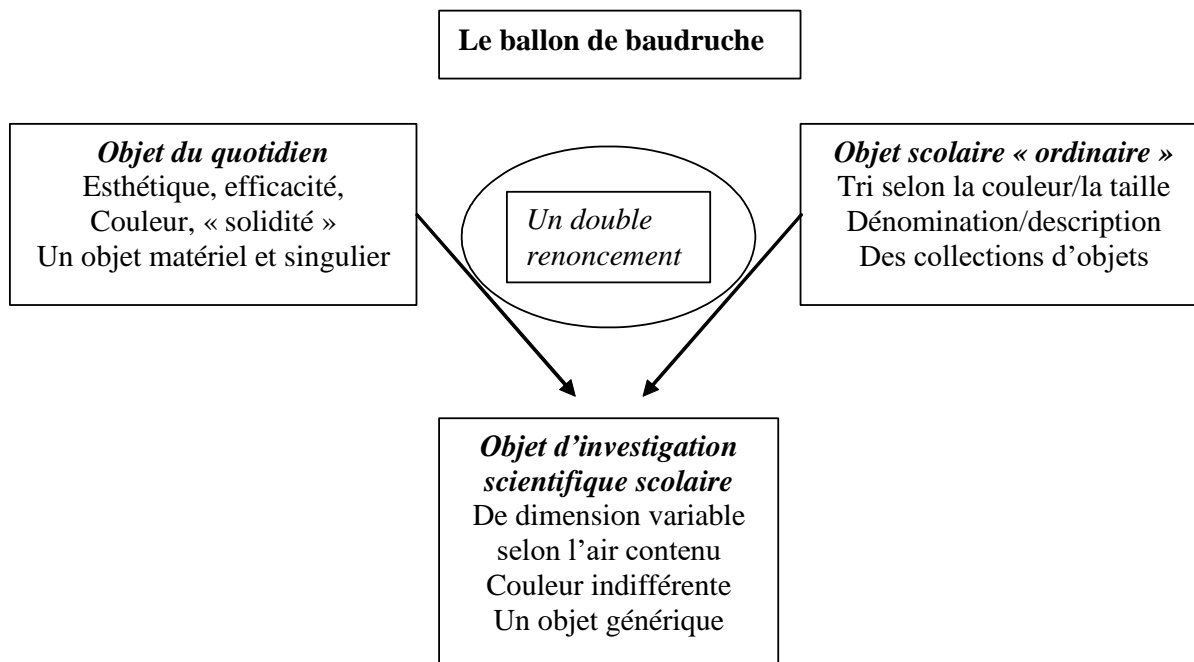 Le ballon de baudruche
Objet du quotidien
Esthétique, efficacité,
Couleur, « solidité »
Un objet matériel et singulier
Un double
renoncement
Objet scolaire « ordinaire »
Tri selon la couleur/la taille
Dénomination/description
Des collections d’objets
Objet d’investigation
scientifique scolaire
De dimension variable
selon l’air contenu
Couleur indifférente
Un objet générique